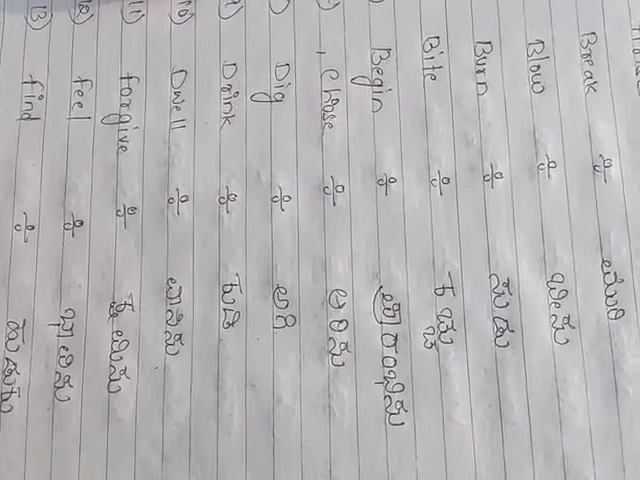 Break ÷ ಮುರಿ
Blow ÷ ಬೀಸು
Burn ÷ ಸುಡು
Bite ÷ ಕಚ್ಚು
Begin ÷ ಪ್ರಾರಂಭಿಸು
Chose ÷ ಆರಿಸು
Dig ÷ ಅಗಿ
Drink ÷ ಕುಡಿ
10) Dwell ÷ ವಾಸಿಸು
11) forgive ÷ ಕ್ಷಮಿಸು
12) feel ÷ ಭಾವಿಸು
13) find ÷ ಹುಡುಕು